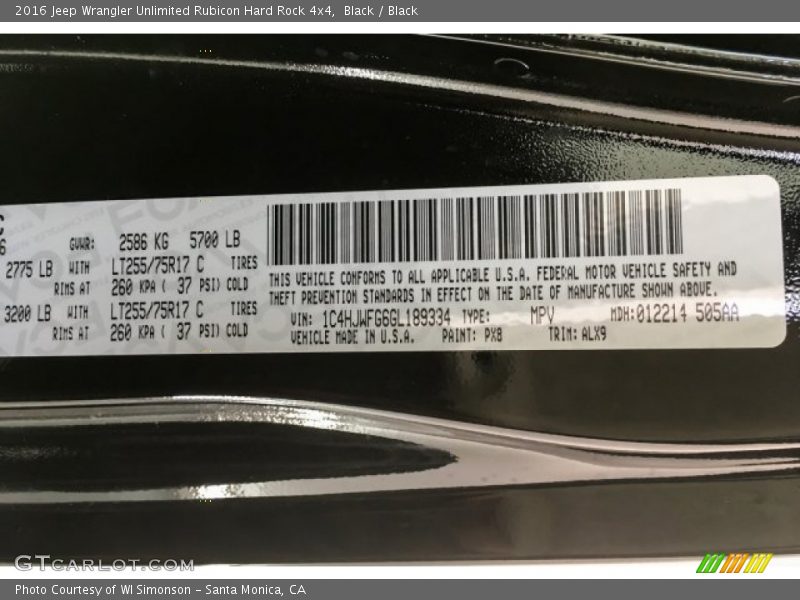 2016 Jeep Wrangler Unlimited Rubicon Hard Rock 4x4, Black / Black
GVWR: 2586 KG 5700 LB
2775 LB WITH LT255/75R17 C TIRES
RIMS AT 260 KPA ( 37 PSI) COLD
3200 LB WITH LT255/75R17 C TIRES
RIMS AT 260 KPA ( 37 PSI) COLD
THIS VEHICLE CONFORMS TO ALL APPLICABLE U.S.A. FEDERAL MOTOR VEHICLE SAFETY AND
THEFT PREVENTION STANDARDS IN EFFECT ON THE DATE OF MANUFACTURE SHOWN ABOVE.
VIN: 1C4HJWFG6GL189334 TYPE: MPV MDH:012214 505AA
VEHICLE MADE IN U.S.A. PAINT: PX8 TRIM: ALX9
GTCARLOT.COM
Photo Courtesy of WI Simonson – Santa Monica, CA